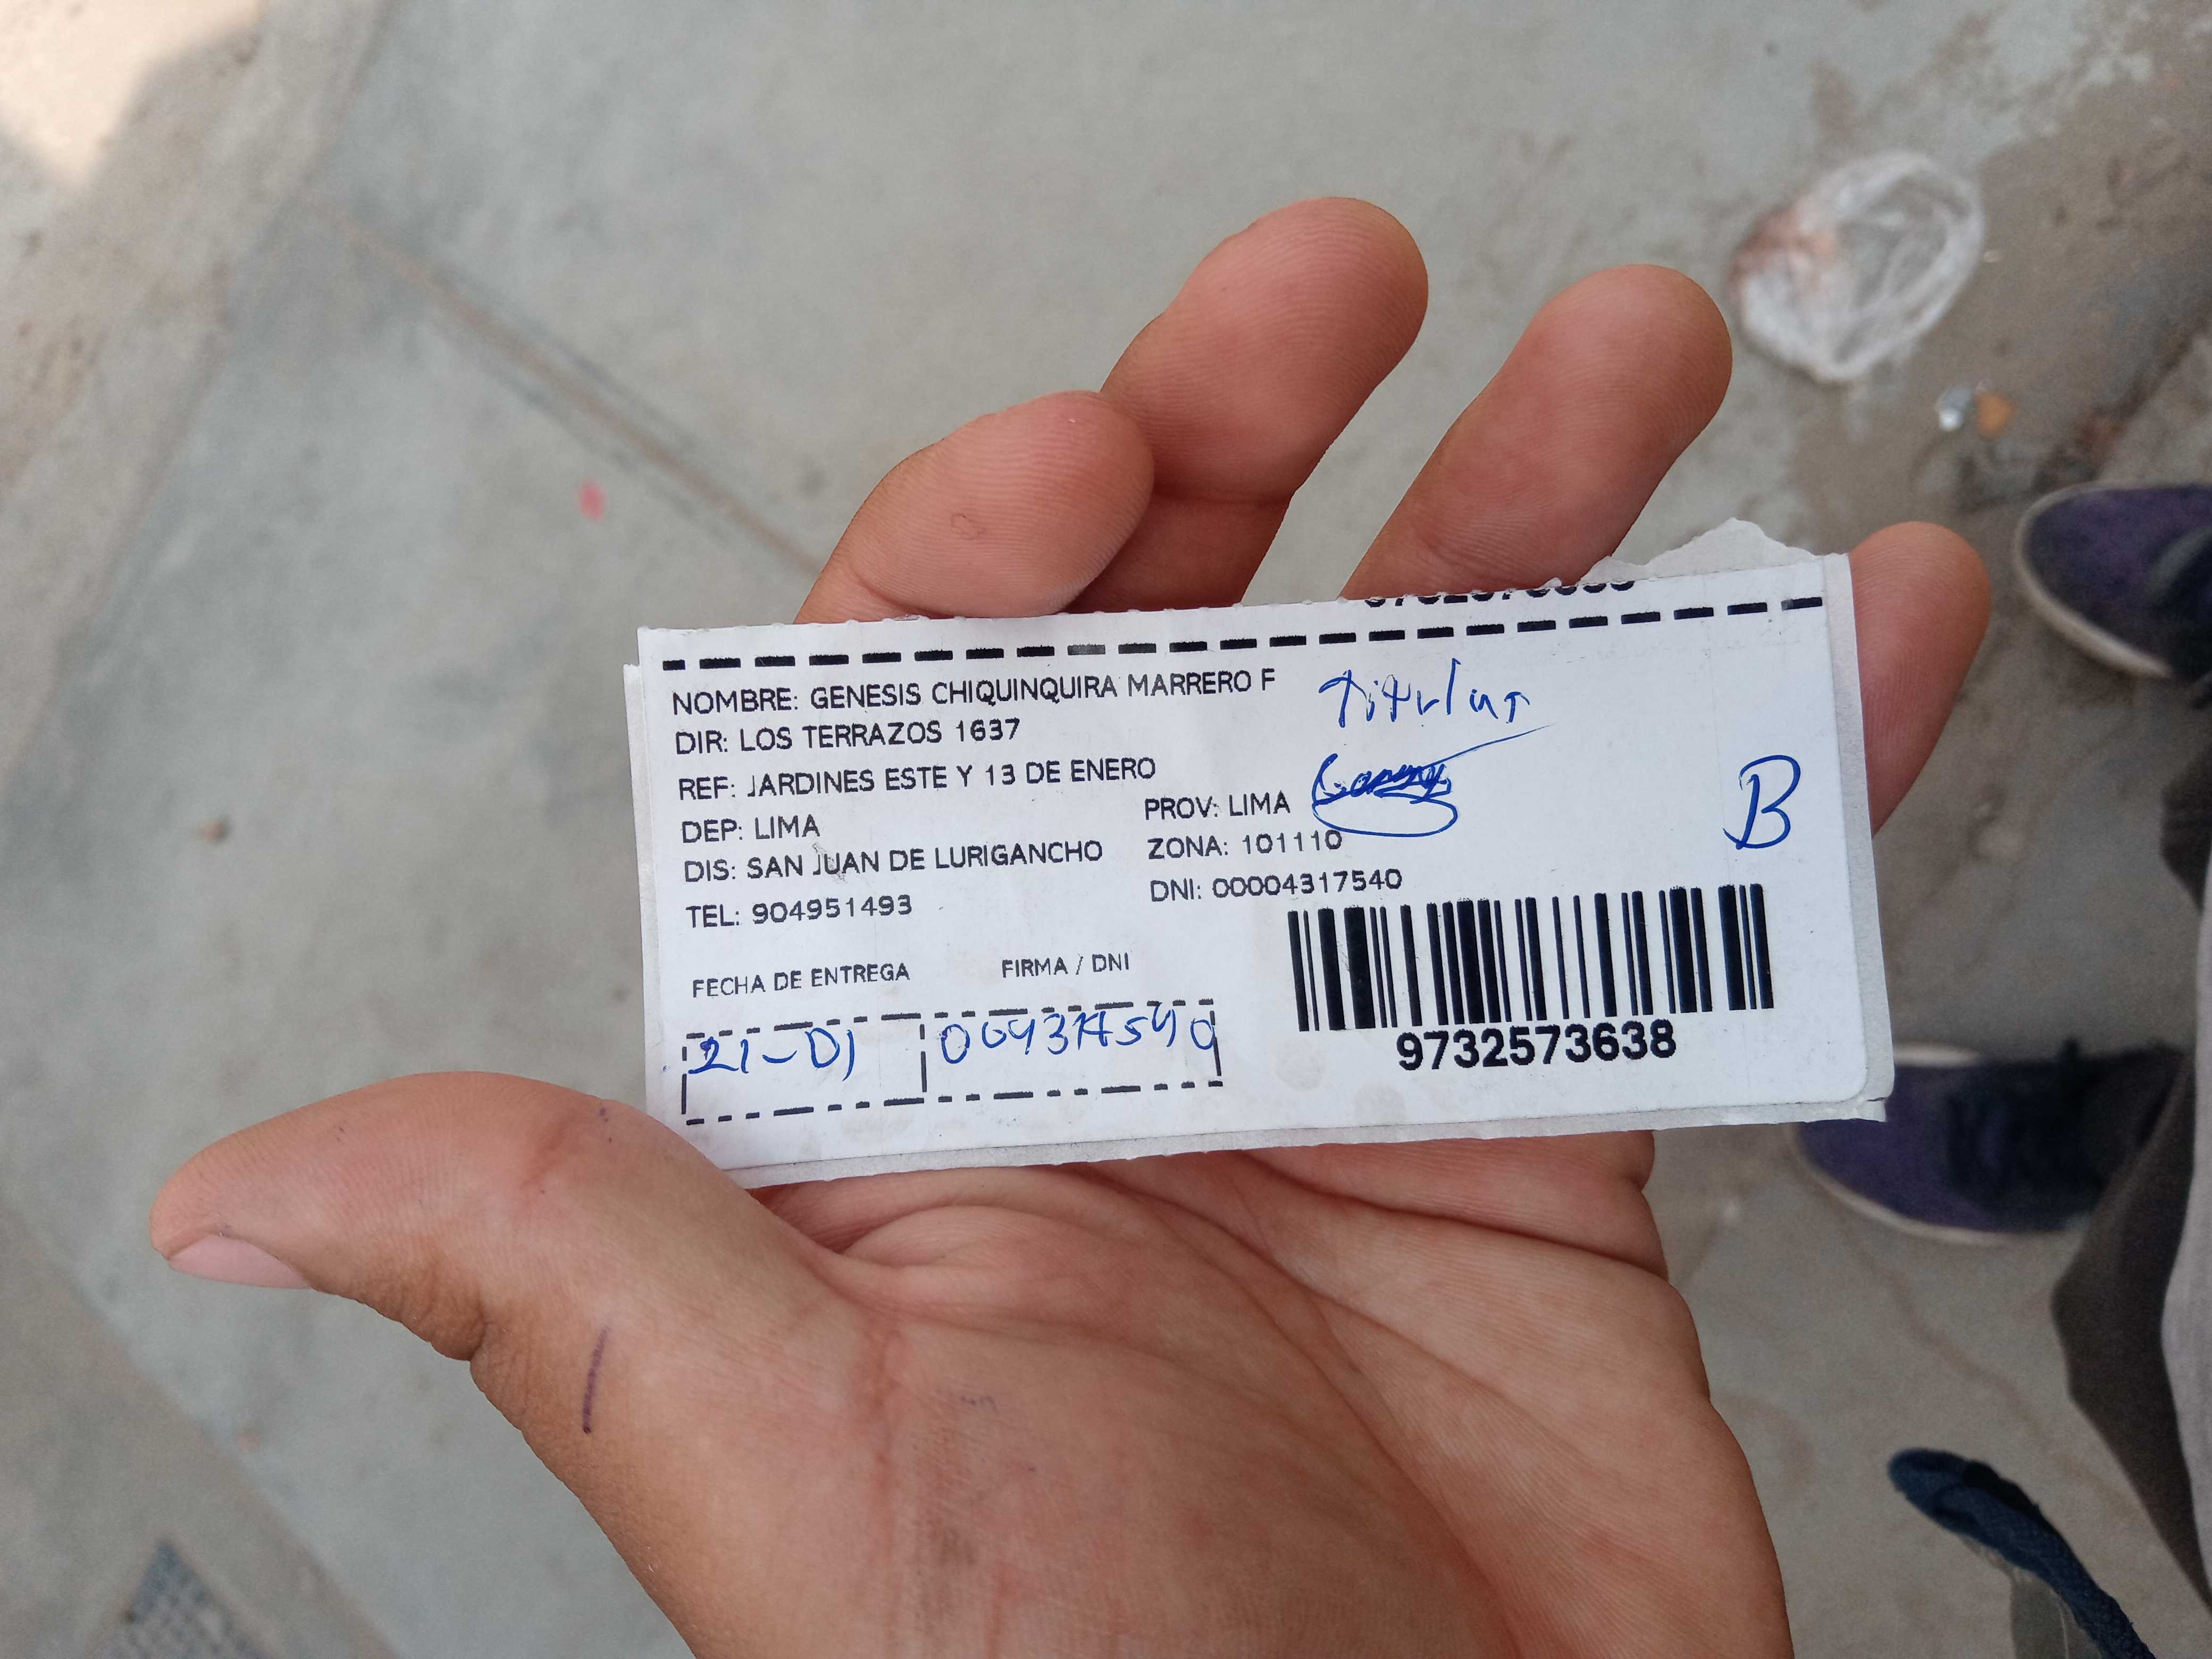 NOMBRE: GENESIS CHIQUINQUIRA MARRERO F
Titular
DIR: LOS TERRAZOS 1637
REF: JARDINES ESTE Y 13 DE ENERO
DEP: LIMA PROV: LIMA
DIS: SAN JUAN DE LURIGANCHO ZONA: 101110
B
TEL: 904951493 DNI: 00004317540
FECHA DE ENTREGA FIRMA / DNI
21-01 004317540
9732573638